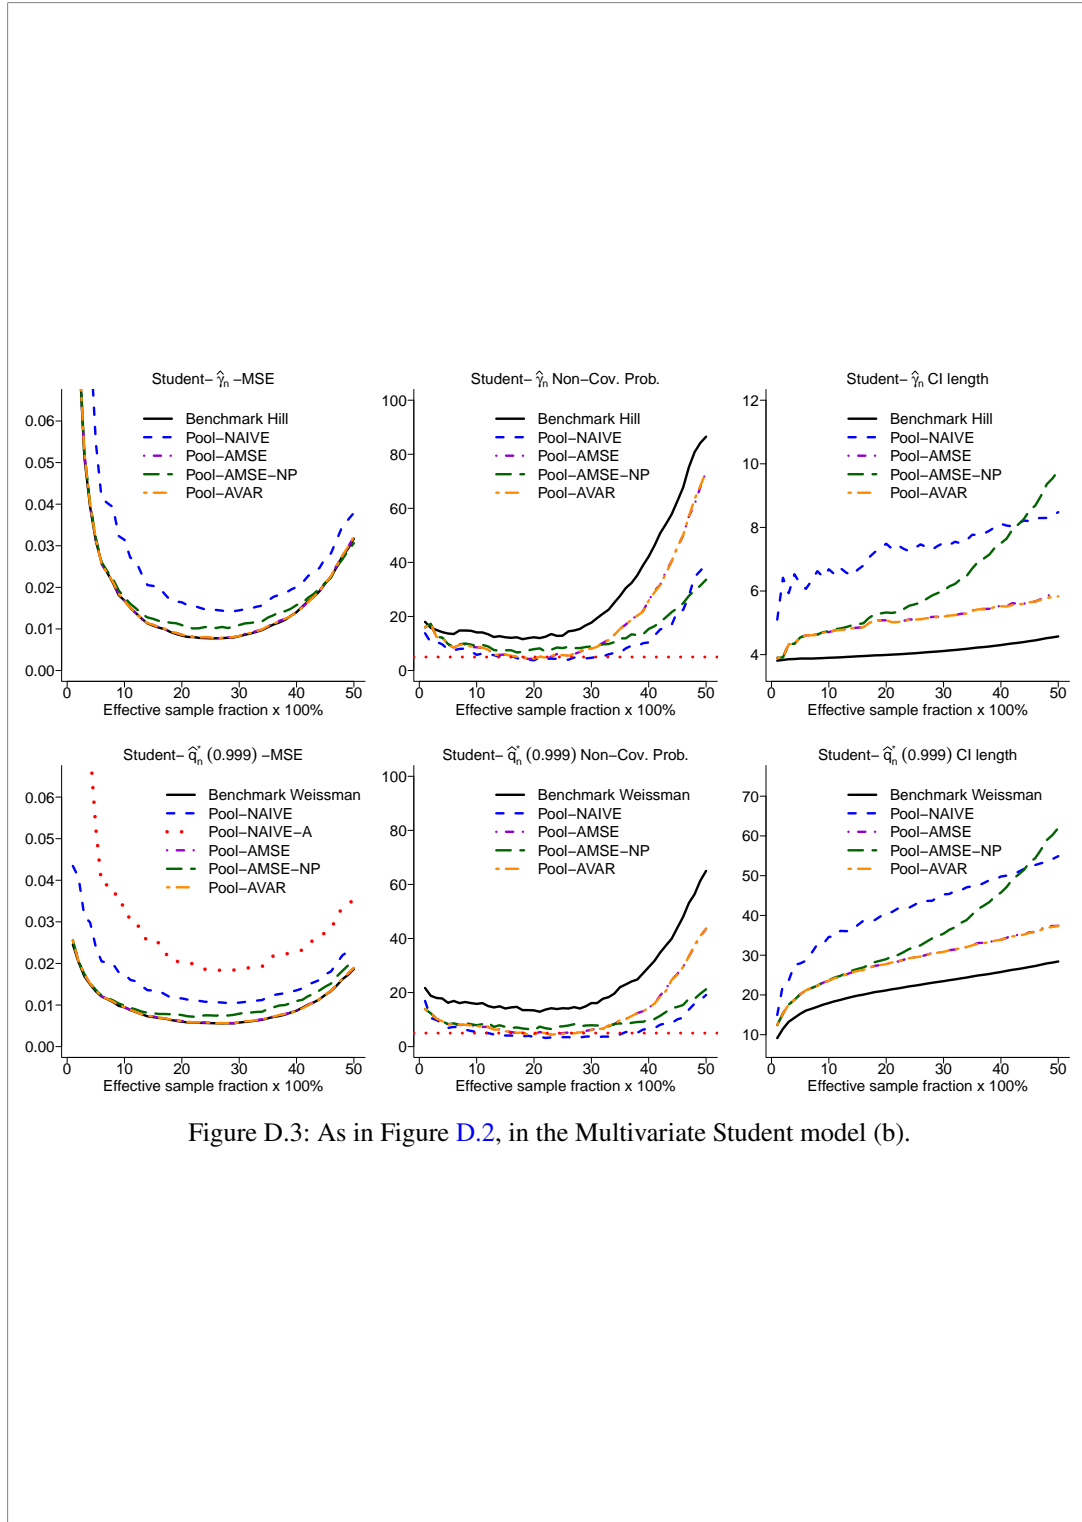 Student− γ̂n −MSE
0.06
0.05
0.04
0.03
0.02
0.01
0.00
Benchmark Hill
Pool−NAIVE
Pool−AMSE
Pool−AMSE−NP
Pool−AVAR
0 10 20 30 40 50
Effective sample fraction x 100%
Student− γ̂n Non−Cov. Prob.
100
80
60
40
20
0
Benchmark Hill
Pool−NAIVE
Pool−AMSE
Pool−AMSE−NP
Pool−AVAR
0 10 20 30 40 50
Effective sample fraction x 100%
Student− γ̂n CI length
12
10
8
6
4
Benchmark Hill
Pool−NAIVE
Pool−AMSE
Pool−AMSE−NP
Pool−AVAR
0 10 20 30 40 50
Effective sample fraction x 100%
Student− q̂n* (0.999) −MSE
0.06
0.05
0.04
0.03
0.02
0.01
0.00
Benchmark Weissman
Pool−NAIVE
Pool−NAIVE−A
Pool−AMSE
Pool−AMSE−NP
Pool−AVAR
0 10 20 30 40 50
Effective sample fraction x 100%
Student− q̂n* (0.999) Non−Cov. Prob.
100
80
60
40
20
0
Benchmark Weissman
Pool−NAIVE
Pool−AMSE
Pool−AMSE−NP
Pool−AVAR
0 10 20 30 40 50
Effective sample fraction x 100%
Student− q̂n* (0.999) CI length
70
60
50
40
30
20
10
Benchmark Weissman
Pool−NAIVE
Pool−AMSE
Pool−AMSE−NP
Pool−AVAR
0 10 20 30 40 50
Effective sample fraction x 100%
Figure D.3: As in Figure D.2, in the Multivariate Student model (b).